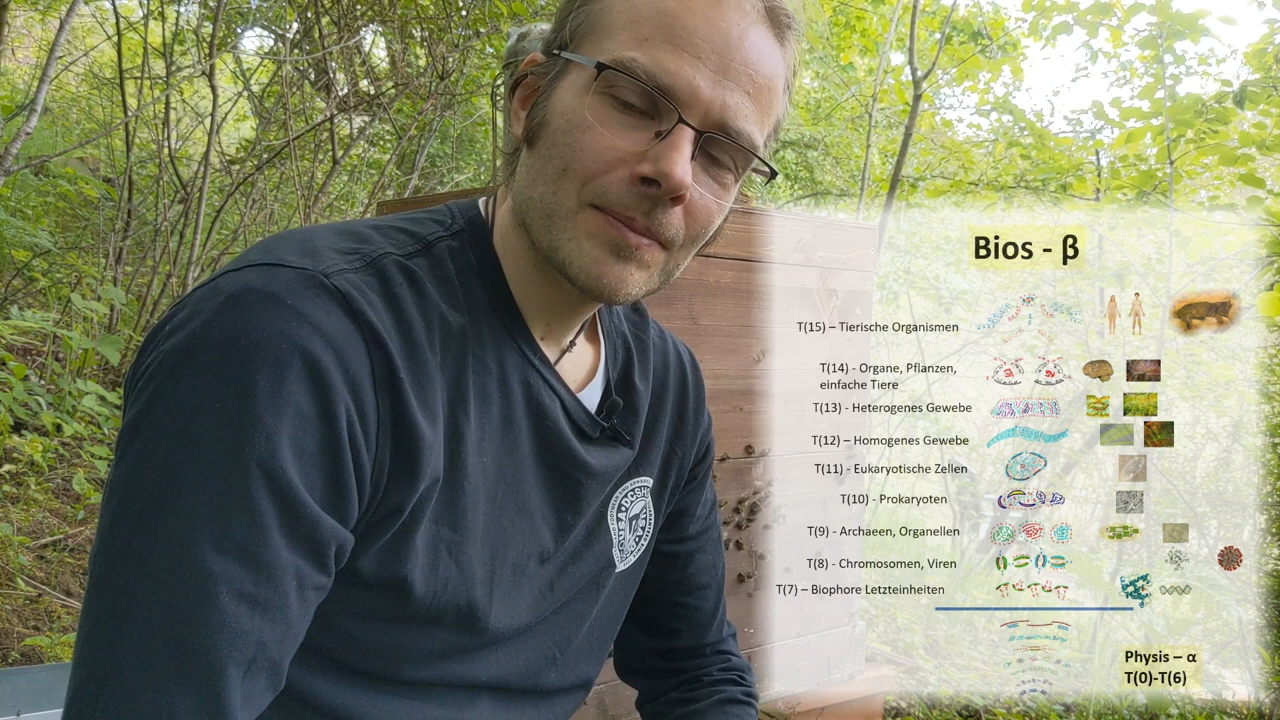 Bios - β
T(15) – Tierische Organismen
T(14) - Organe, Pflanzen,
einfache Tiere
T(13) - Heterogenes Gewebe
T(12) – Homogenes Gewebe
T(11) - Eukaryotische Zellen
T(10) - Prokaryoten
T(9) - Archaeen, Organellen
T(8) - Chromosomen, Viren
T(7) – Biophore Letzteinheiten
Physis – α
T(0)-T(6)